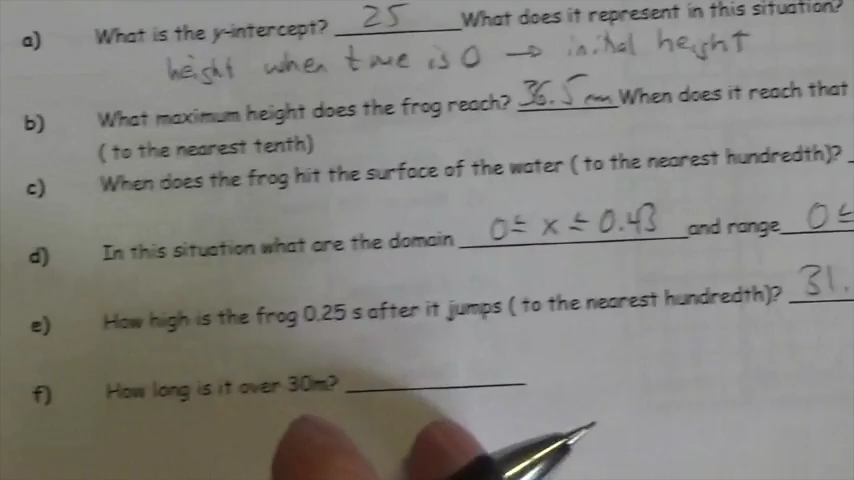 a) What is the y-intercept? 25 What does it represent in this situation?
height when time is 0 → initial height
b) What maximum height does the frog reach? 36.5 cm When does it reach that
( to the nearest tenth)
c) When does the frog hit the surface of the water ( to the nearest hundredth)?
d) In this situation what are the domain 0 ≤ x ≤ 0.43 and range 0 ≤
e) How high is the frog 0.25 s after it jumps ( to the nearest hundredth)? 31.
f) How long is it over 30m?